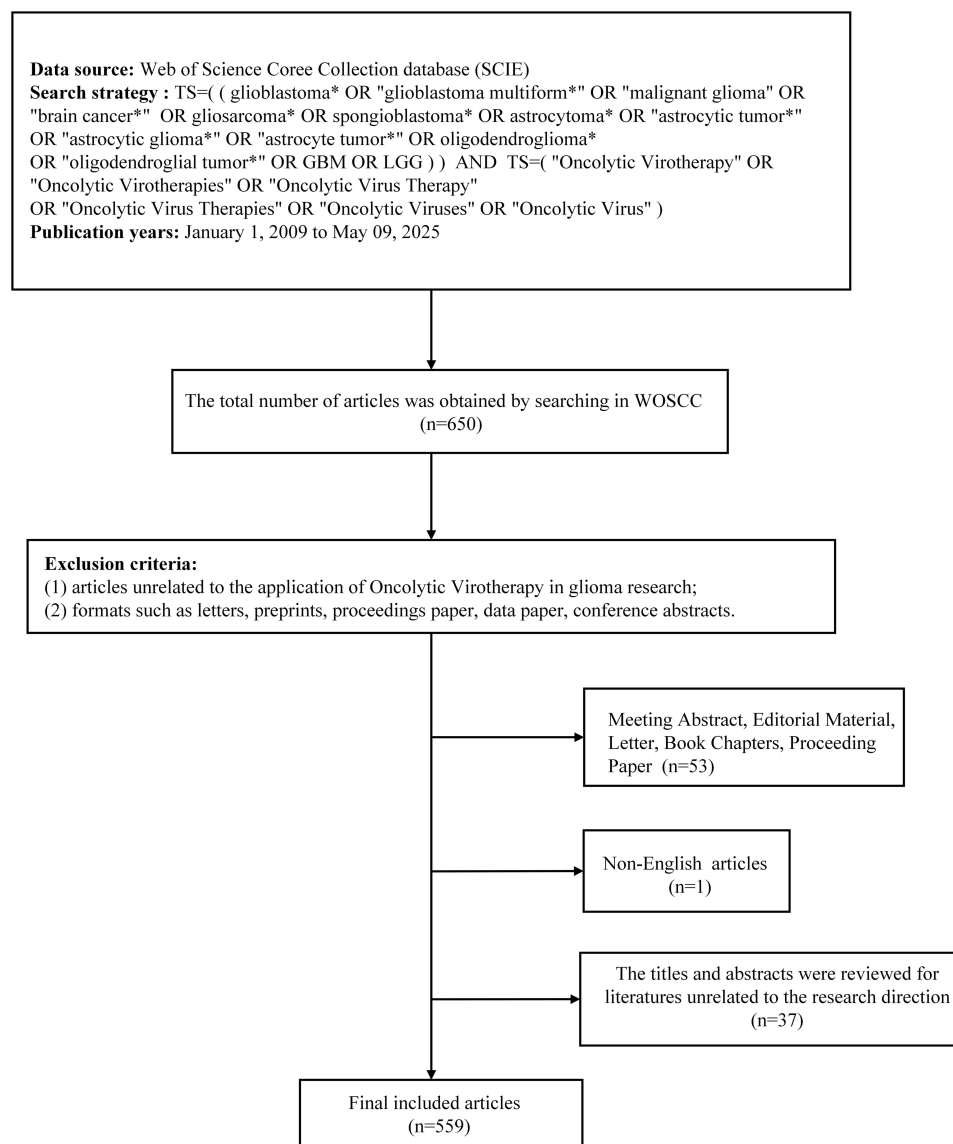 Data source: Web of Science Coree Collection database (SCIE)
Search strategy : TS=( ( glioblastoma* OR "glioblastoma multiform*" OR "malignant glioma" OR
"brain cancer*" OR gliosarcoma* OR spongioblastoma* OR astrocytoma* OR "astrocytic tumor*"
OR "astrocytic glioma*" OR "astrocyte tumor*" OR oligodendroglioma*
OR "oligodendroglial tumor*" OR GBM OR LGG ) ) AND TS=( "Oncolytic Virotherapy" OR
"Oncolytic Virotherapies" OR "Oncolytic Virus Therapy"
OR "Oncolytic Virus Therapies" OR "Oncolytic Viruses" OR "Oncolytic Virus" )
Publication years: January 1, 2009 to May 09, 2025
The total number of articles was obtained by searching in WOSCC
(n=650)
Exclusion criteria:
(1) articles unrelated to the application of Oncolytic Virotherapy in glioma research;
(2) formats such as letters, preprints, proceedings paper, data paper, conference abstracts.
Meeting Abstract, Editorial Material,
Letter, Book Chapters, Proceeding
Paper (n=53)
Non-English articles
(n=1)
The titles and abstracts were reviewed for
literatures unrelated to the research direction
(n=37)
Final included articles
(n=559)